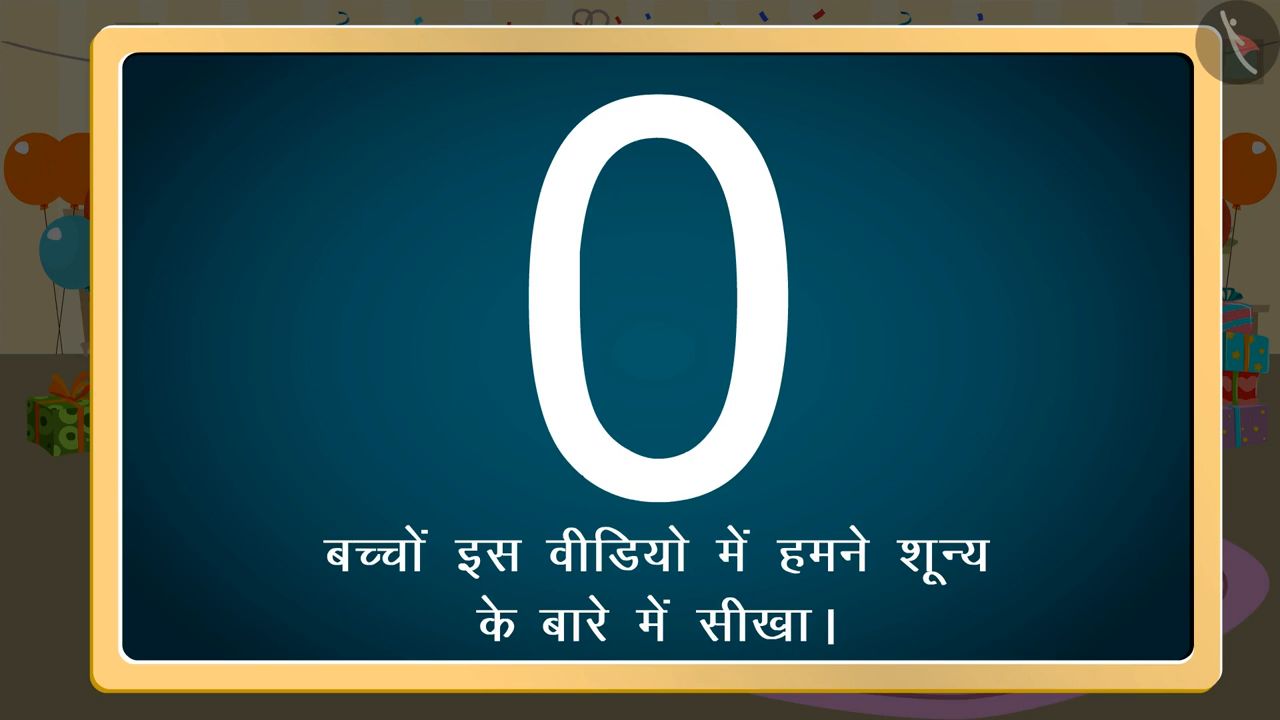 0
बच्चों इस वीडियो में हमने शून्य
के बारे में सीखा।